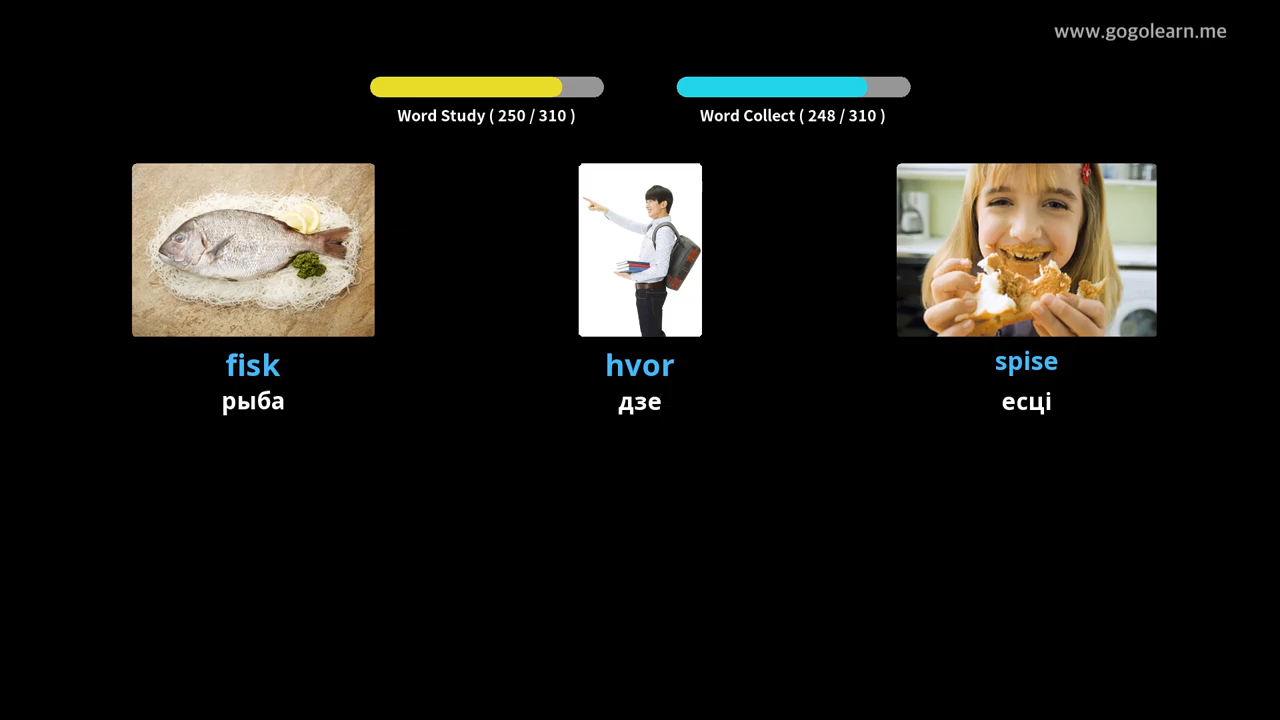 www.gogolearn.me
Word Study ( 250 / 310 )
Word Collect ( 248 / 310 )
fisk
рыба
hvor
дзе
spise
есці